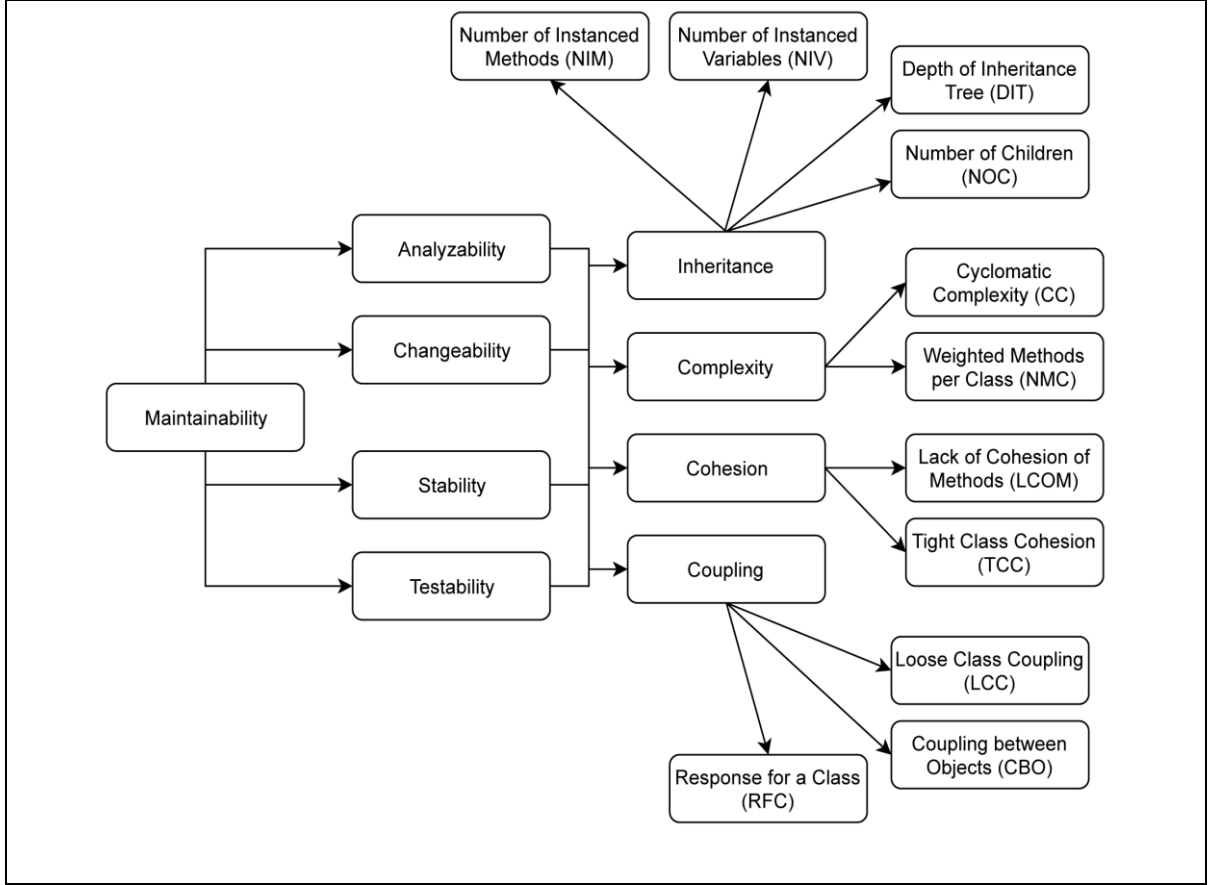 Number of Instanced
Methods (NIM)
Number of Instanced
Variables (NIV)
Depth of Inheritance
Tree (DIT)
Number of Children
(NOC)
Analyzability
Inheritance
Cyclomatic
Complexity (CC)
Changeability
Complexity
Weighted Methods
per Class (NMC)
Maintainability
Stability
Cohesion
Lack of Cohesion of
Methods (LCOM)
Tight Class Cohesion
(TCC)
Testability
Coupling
Loose Class Coupling
(LCC)
Coupling between
Objects (CBO)
Response for a Class
(RFC)